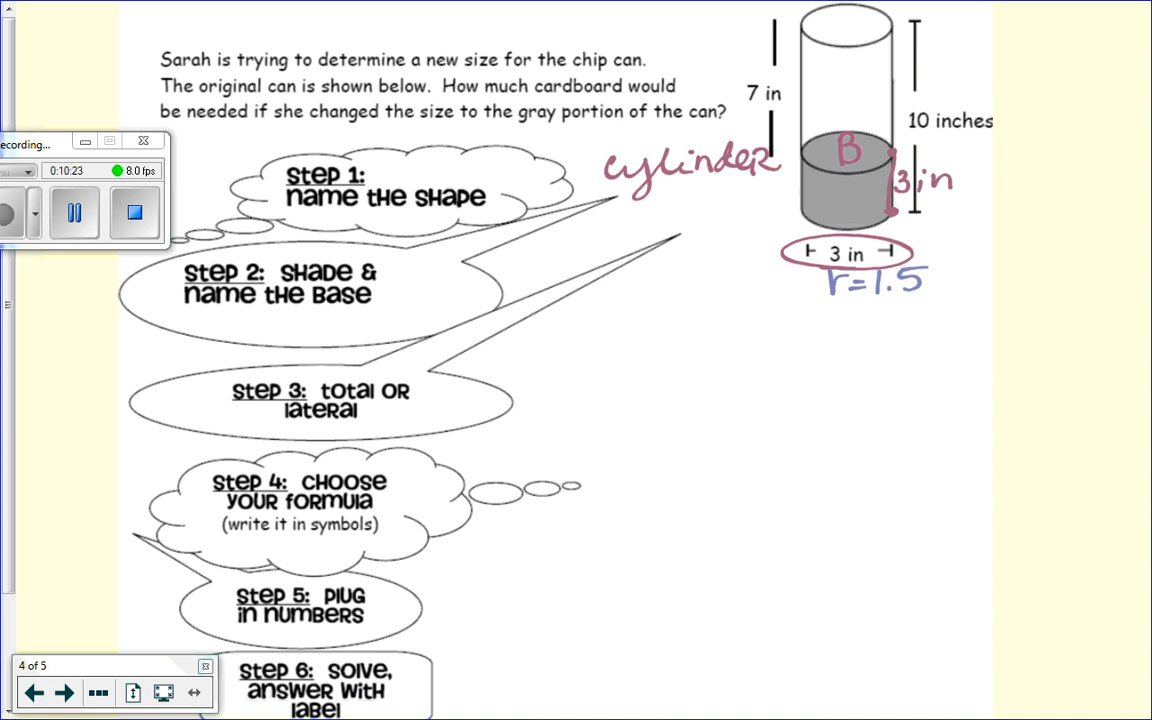 Sarah is trying to determine a new size for the chip can.
The original can is shown below. How much cardboard would
be needed if she changed the size to the gray portion of the can?
7 in
10 inches
B
3 in
3 in
r=1.5
ecording...
0:10:23
8.0 fps
Step 1:
name the shape
cylinder
Step 2: Shade &
name the Base
Step 3: total OR
lateral
Step 4: Choose
your formula
(write it in symbols)
Step 5: Plug
in numbers
Step 6: Solve,
answer with
label
4 of 5